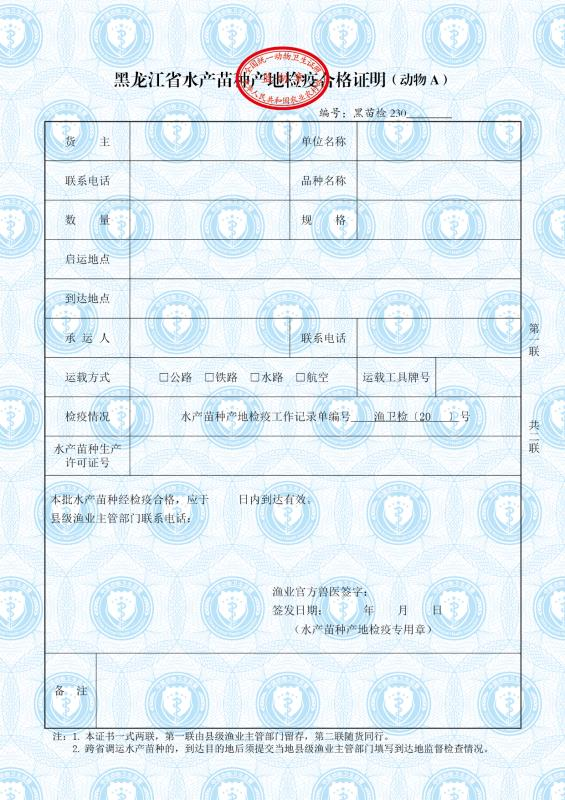 黑龙江省水产苗种产地检疫合格证明（动物A）
编号：黑苗检230
货 主 单位名称
联系电话 品种名称
数 量 规 格
启运地点
到达地点
承 运 人 联系电话
运载方式 □公路 □铁路 □水路 □航空 运载工具牌号
检疫情况 水产苗种产地检疫工作记录单编号 渔卫检〔20 〕号
水产苗种生产
许可证号
本批水产苗种经检疫合格，应于 日内到达有效。
县级渔业主管部门联系电话：
渔业官方兽医签字：
签发日期： 年 月 日
（水产苗种产地检疫专用章）
备 注
第一联
共二联
注：1. 本证书一式两联，第一联由县级渔业主管部门留存，第二联随货同行。
2. 跨省调运水产苗种的，到达目的地后须提交当地县级渔业主管部门填写到达地监督检查情况。